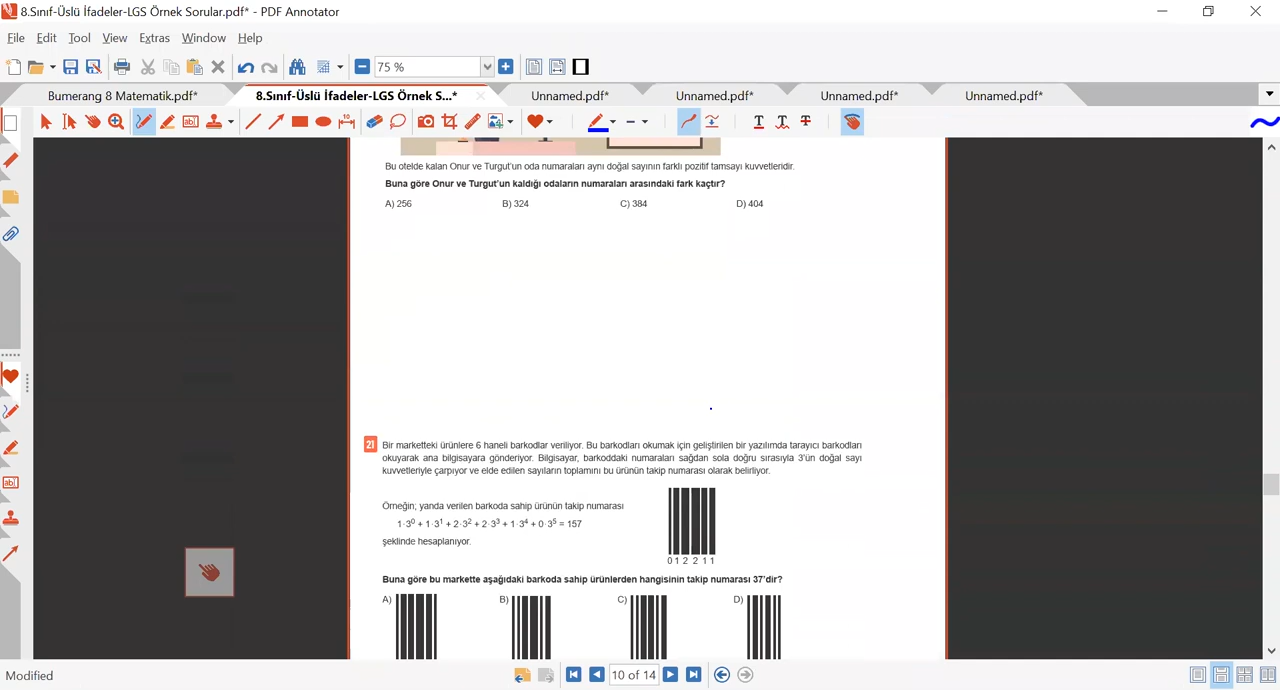 8.Sınıf-Üslü İfadeler-LGS Örnek Sorular.pdf* - PDF Annotator
File Edit Tool View Extras Window Help
75 %
Bumerang 8 Matematik.pdf* 8.Sınıf-Üslü İfadeler-LGS Örnek S...* Unnamed.pdf* Unnamed.pdf* Unnamed.pdf* Unnamed.pdf*
Bu otelde kalan Onur ve Turgut'un oda numaraları aynı doğal sayının farklı pozitif tamsayı kuvvetleridir.
Buna göre Onur ve Turgut'un kaldığı odaların numaraları arasındaki fark kaçtır?
A) 256 B) 324 C) 384 D) 404
21 Bir marketteki ürünlere 6 haneli barkodlar veriliyor. Bu barkodları okumak için geliştirilen bir yazılımda tarayıcı barkodları
okuyarak ana bilgisayara gönderiyor. Bilgisayar, barkoddaki numaraları sağdan sola doğru sırasıyla 3'ün doğal sayı
kuvvetleriyle çarpıyor ve elde edilen sayıların toplamını bu ürünün takip numarası olarak belirliyor.
Örneğin; yanda verilen barkoda sahip ürünün takip numarası
1·3⁰ + 1·3¹ + 2·3² + 2·3³ + 1·3⁴ + 0·3⁵ = 157
şeklinde hesaplanıyor.
0 1 2 2 1 1
Buna göre bu markette aşağıdaki barkoda sahip ürünlerden hangisinin takip numarası 37'dir?
A) B) C) D)
Modified 10 of 14